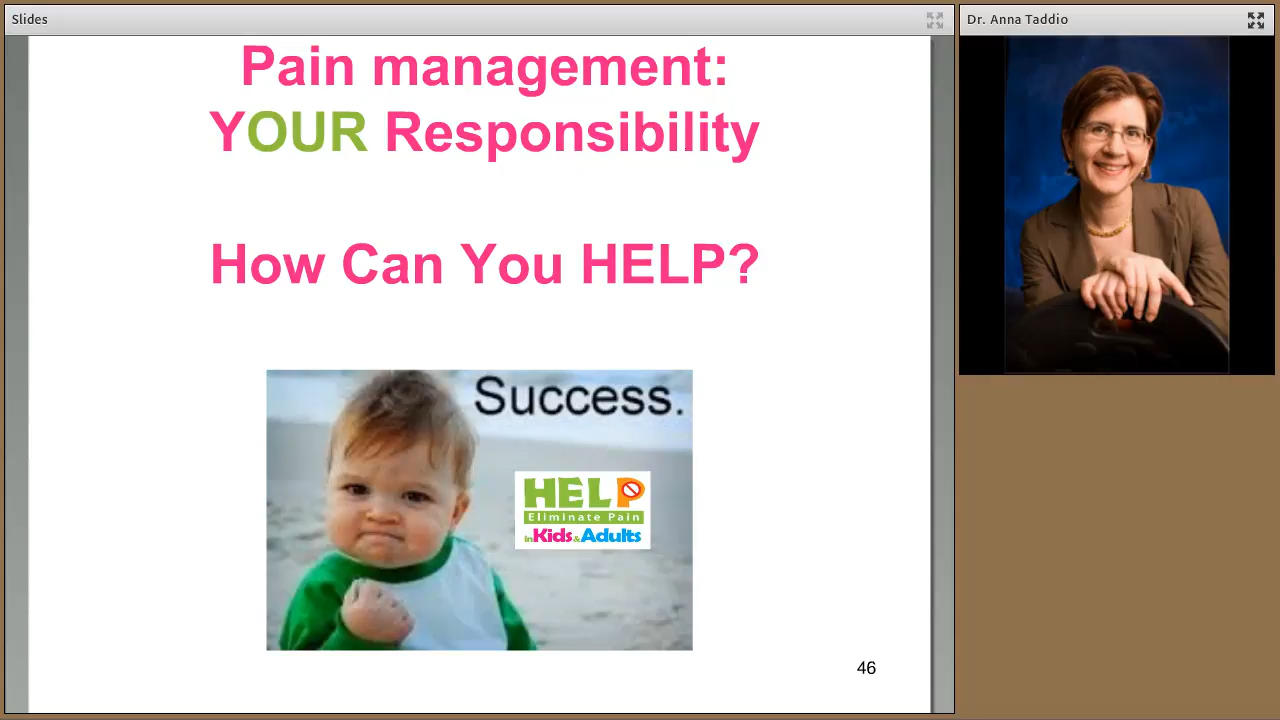 Slides
Pain management:
YOUR Responsibility
How Can You HELP?
Success.
HELP
Eliminate Pain
in Kids & Adults
46
Dr. Anna Taddio